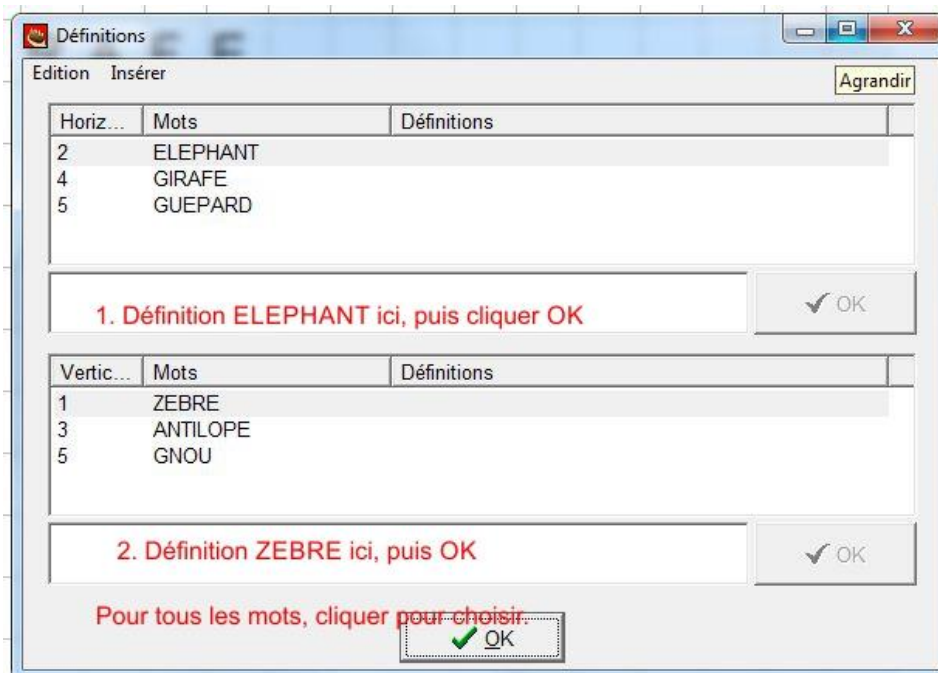 Définitions
Edition Insérer
Agrandir
Horiz... Mots Définitions
2 ELEPHANT
4 GIRAFE
5 GUEPARD
1. Définition ELEPHANT ici, puis cliquer OK
OK
Vertic... Mots Définitions
1 ZEBRE
3 ANTILOPE
5 GNOU
2. Définition ZEBRE ici, puis OK
OK
Pour tous les mots, cliquer pour choisir.
OK